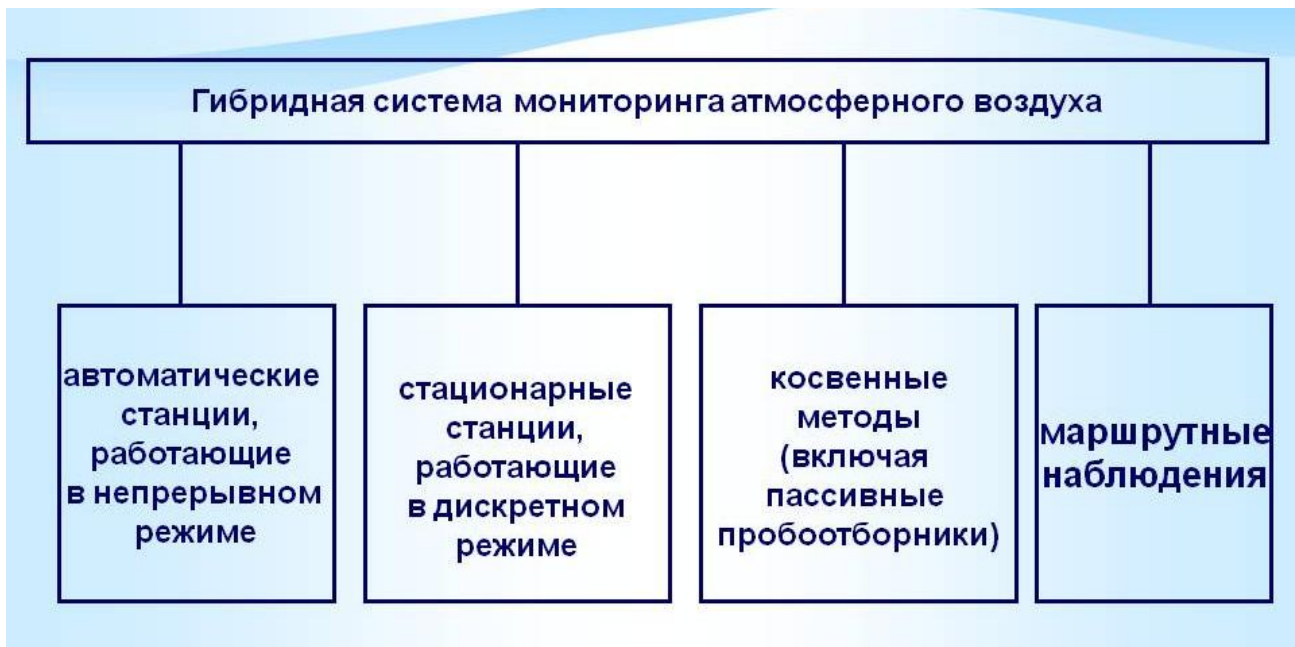 Гибридная система мониторинга атмосферного воздуха
автоматические
станции,
работающие
в непрерывном
режиме
стационарные
станции,
работающие
в дискретном
режиме
косвенные
методы
(включая
пассивные
пробоотборники)
маршрутные
наблюдения